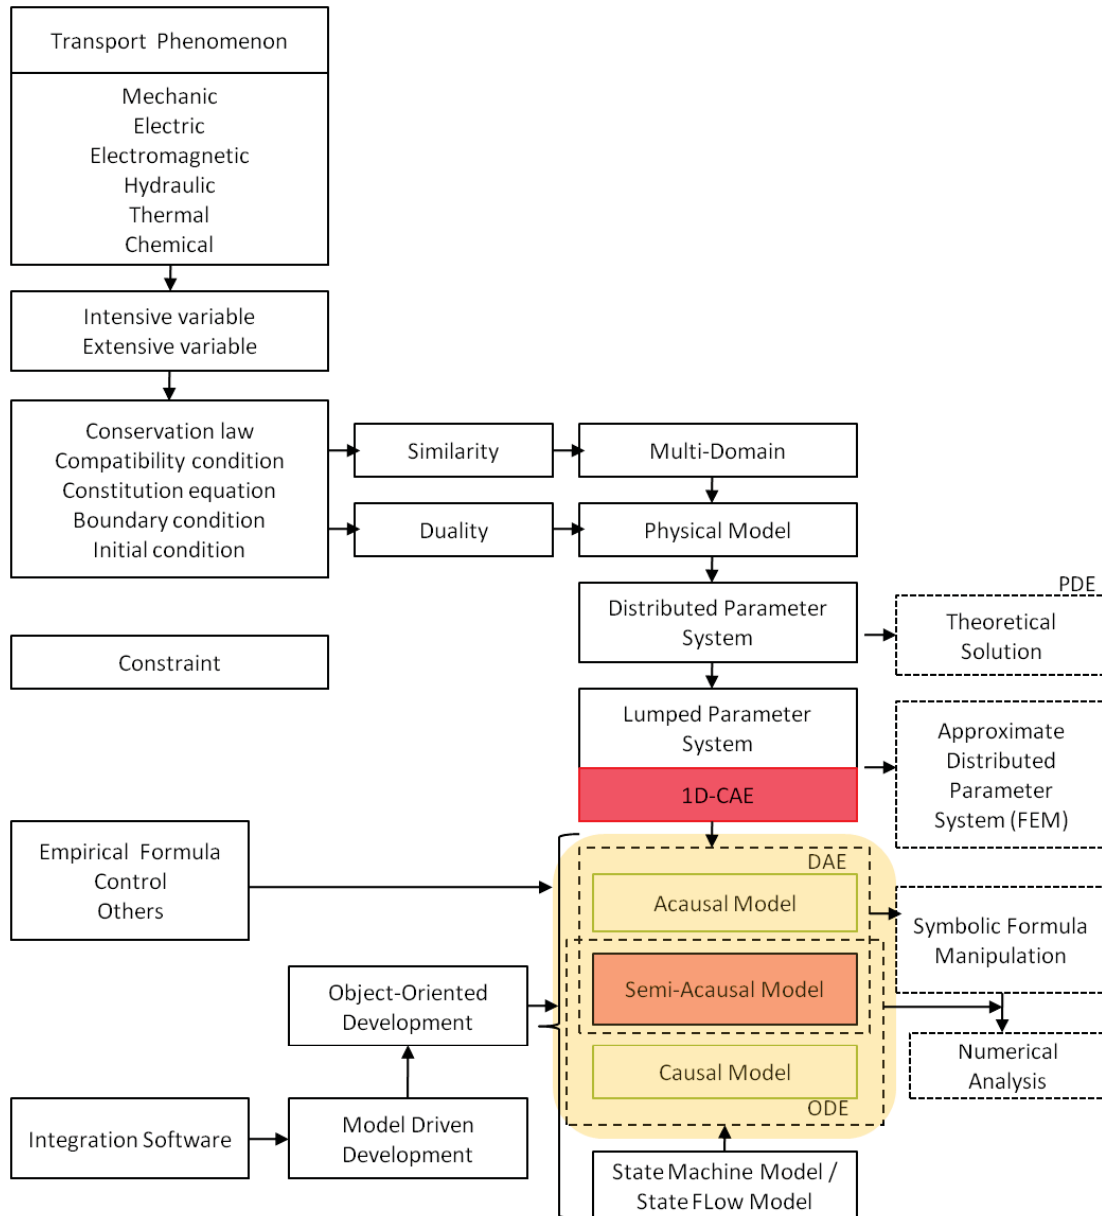 Transport Phenomenon
Mechanic
Electric
Electromagnetic
Hydraulic
Thermal
Chemical
Intensive variable
Extensive variable
Conservation law
Compatibility condition
Constitution equation
Boundary condition
Initial condition
Similarity
Multi-Domain
Duality
Physical Model
Distributed Parameter
System
PDE
Theoretical
Solution
Constraint
Lumped Parameter
System
1D-CAE
Approximate
Distributed
Parameter
System (FEM)
Empirical Formula
Control
Others
DAE
Acausal Model
Symbolic Formula
Manipulation
Semi-Acausal Model
Object-Oriented
Development
Causal Model
ODE
Numerical
Analysis
Integration Software
Model Driven
Development
State Machine Model /
State FLow Model